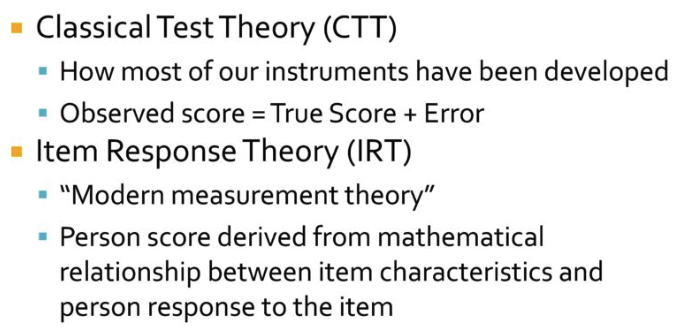 Classical Test Theory (CTT)
How most of our instruments have been developed
Observed score = True Score + Error
Item Response Theory (IRT)
“Modern measurement theory”
Person score derived from mathematical
relationship between item characteristics and
person response to the item